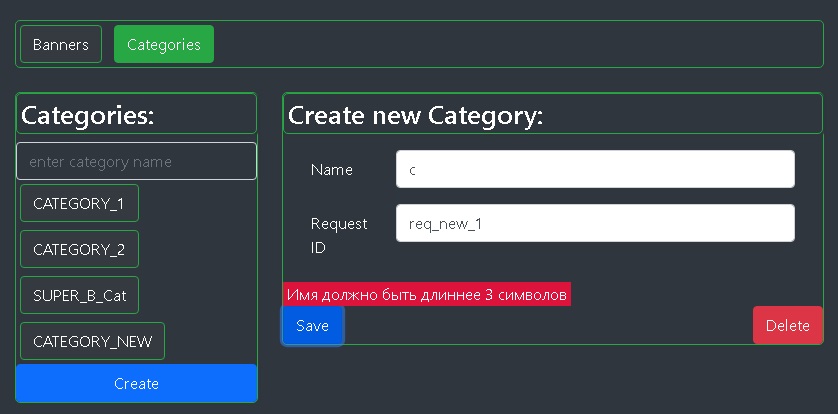 Banners
Categories
Categories:
enter category name
CATEGORY_1
CATEGORY_2
SUPER_B_Cat
CATEGORY_NEW
Create
Create new Category:
Name
c
Request
ID
req_new_1
Имя должно быть длиннее 3 символов
Save
Delete